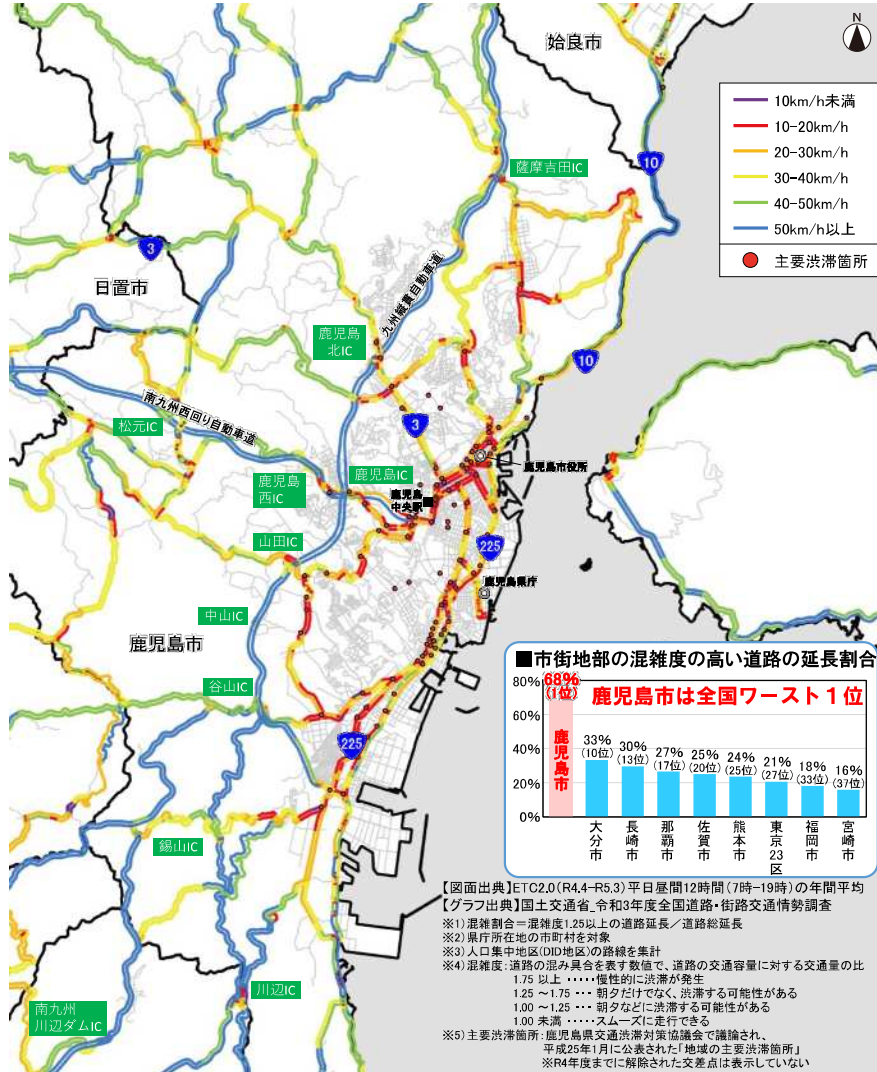 N
姶良市
10km/h未満
10-20km/h
20-30km/h
30-40km/h
40-50km/h
50km/h以上
主要渋滞箇所
10
薩摩吉田IC
3
日置市
九州縦貫自動車道
鹿児島
北IC
10
南九州西回り自動車道
3
松元IC
鹿児島市役所
鹿児島IC
鹿児島
西IC
鹿児島
中央駅
山田IC
225
鹿児島県庁
中山IC
鹿児島市
谷山IC
225
錫山IC
川辺IC
南九州
川辺ダムIC
■市街地部の混雑度の高い道路の延長割合
鹿児島市は全国ワースト1位
80%
60%
40%
20%
0%
68%
(1位)
鹿児島市
33%
(10位)
大分市
30%
(13位)
長崎市
27%
(17位)
那覇市
25%
(20位)
佐賀市
24%
(25位)
熊本市
21%
(27位)
東京23区
18%
(33位)
福岡市
16%
(37位)
宮崎市
【図面出典】ETC2.0(R4.4-R5.3)平日昼間12時間(7時-19時)の年間平均
【グラフ出典】国土交通省_令和3年度全国道路・街路交通情勢調査
※1)混雑割合=混雑度1.25以上の道路延長/道路総延長
※2)県庁所在地の市町村を対象
※3)人口集中地区(DID地区)の路線を集計
※4)混雑度:道路の混み具合を表す数値で、道路の交通容量に対する交通量の比
1.75 以上 ・・・・・慢性的に渋滞が発生
1.25 ~1.75 ・・・ 朝夕だけでなく、渋滞する可能性がある
1.00 ~1.25 ・・・ 朝夕などに渋滞する可能性がある
1.00 未満 ・・・・・スムーズに走行できる
※5)主要渋滞箇所:鹿児島県交通渋滞対策協議会で議論され、
平成25年1月に公表された「地域の主要渋滞箇所」
※R4年度までに解除された交差点は表示していない